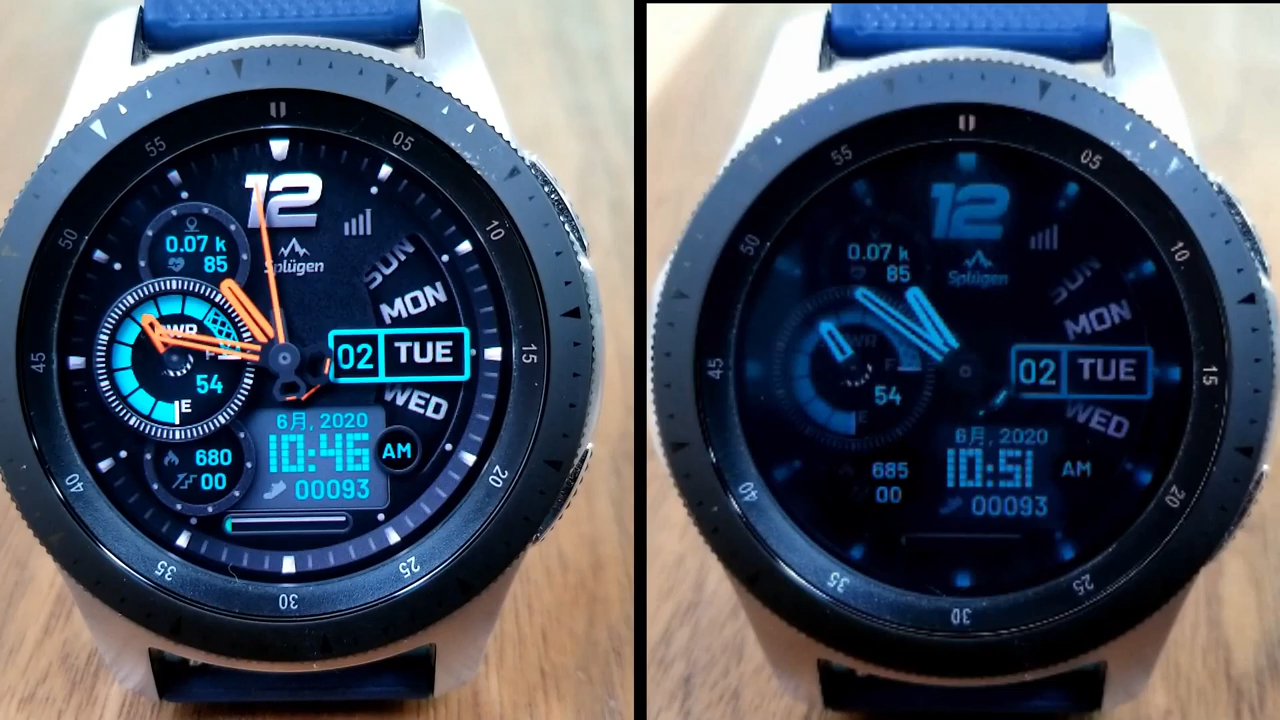 55
05
50
10
45
15
40
20
35
25
30
12
Splügen
0.07 k
85
SUN
MON
02 TUE
WED
PWR
F
54
E
680
00
6月, 2020
10:46 AM
00093
55
05
50
10
45
15
40
20
35
25
30
12
Splügen
0.07 k
85
SUN
MON
02 TUE
WED
WR
F
54
E
685
00
6月, 2020
10:51 AM
00093